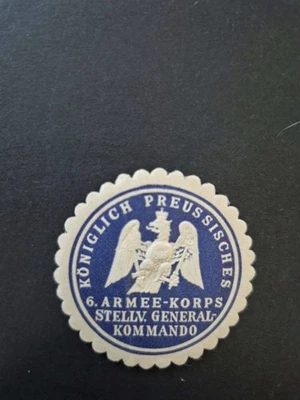 KÖNIGLICH PREUSSISCHES
6. ARMEE-KORPS
STELLV. GENERAL-
KOMMANDO